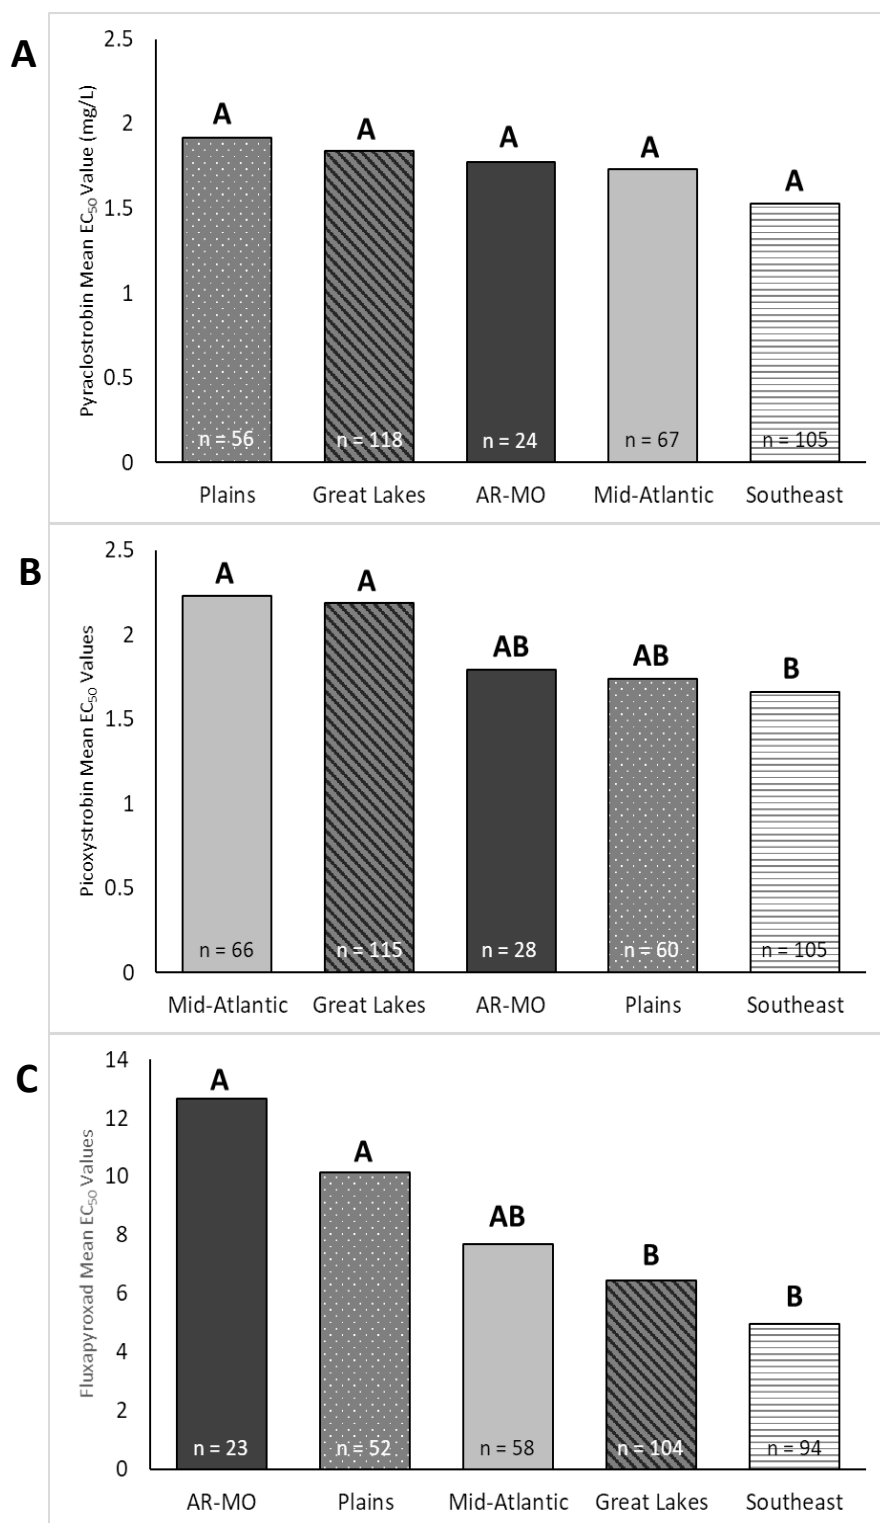 A
Pyraclostrobin Mean EC50 Value (mg/L)
2.5
2
1.5
1
0.5
0
A
A
A
A
A
n = 56
n = 118
n = 24
n = 67
n = 105
Plains
Great Lakes
AR-MO
Mid-Atlantic
Southeast
B
Picoxystrobin Mean EC50 Values
2.5
2
1.5
1
0.5
0
A
A
AB
AB
B
n = 66
n = 115
n = 28
n = 60
n = 105
Mid-Atlantic
Great Lakes
AR-MO
Plains
Southeast
C
Fluxapyroxad Mean EC50 Values
14
12
10
8
6
4
2
0
A
A
AB
B
B
n = 23
n = 52
n = 58
n = 104
n = 94
AR-MO
Plains
Mid-Atlantic
Great Lakes
Southeast